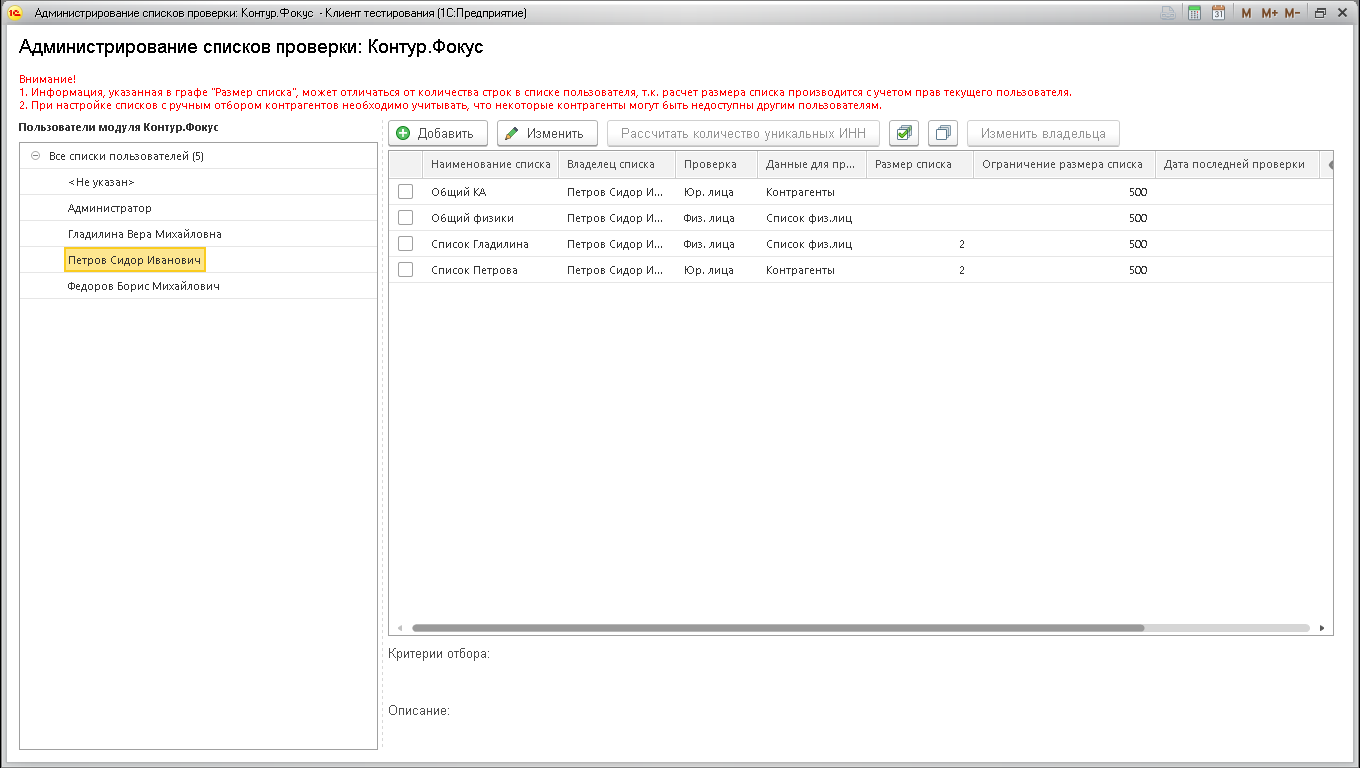 Администрирование списков проверки: Контур.Фокус - Клиент тестирования (1С:Предприятие)
31 M M+ M-
Администрирование списков проверки: Контур.Фокус
Внимание!
1. Информация, указанная в графе "Размер списка", может отличаться от количества строк в списке пользователя, т.к. расчет размера списка производится с учетом прав текущего пользователя.
2. При настройке списков с ручным отбором контрагентов необходимо учитывать, что некоторые контрагенты могут быть недоступны другим пользователям.
Пользователи модуля Контур.Фокус
Все списки пользователей (5)
<Не указан>
Администратор
Гладилина Вера Михайловна
Петров Сидор Иванович
Федоров Борис Михайлович
Добавить Изменить Рассчитать количество уникальных ИНН Изменить владельца
Наименование списка Владелец списка Проверка Данные для пр... Размер списка Ограничение размера списка Дата последней проверки
Общий КА Петров Сидор И... Юр. лица Контрагенты 500
Общий физики Петров Сидор И... Физ. лица Список физ.лиц 500
Список Гладилина Петров Сидор И... Физ. лица Список физ.лиц 2 500
Список Петрова Петров Сидор И... Юр. лица Контрагенты 2 500
Критерии отбора:
Описание: